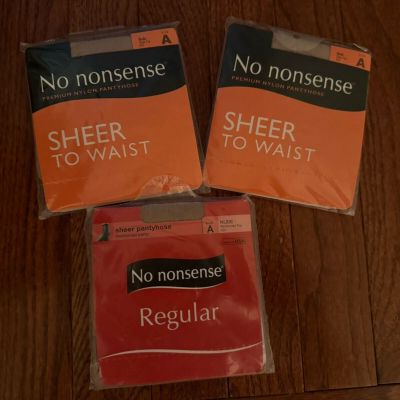 A
No nonsense
PREMIUM NYLON PANTYHOSE
SHEER
TO WAIST
A
No nonsense
PREMIUM NYLON PANTYHOSE
SHEER
TO WAIST
sheer pantyhose
A
No nonsense
Regular